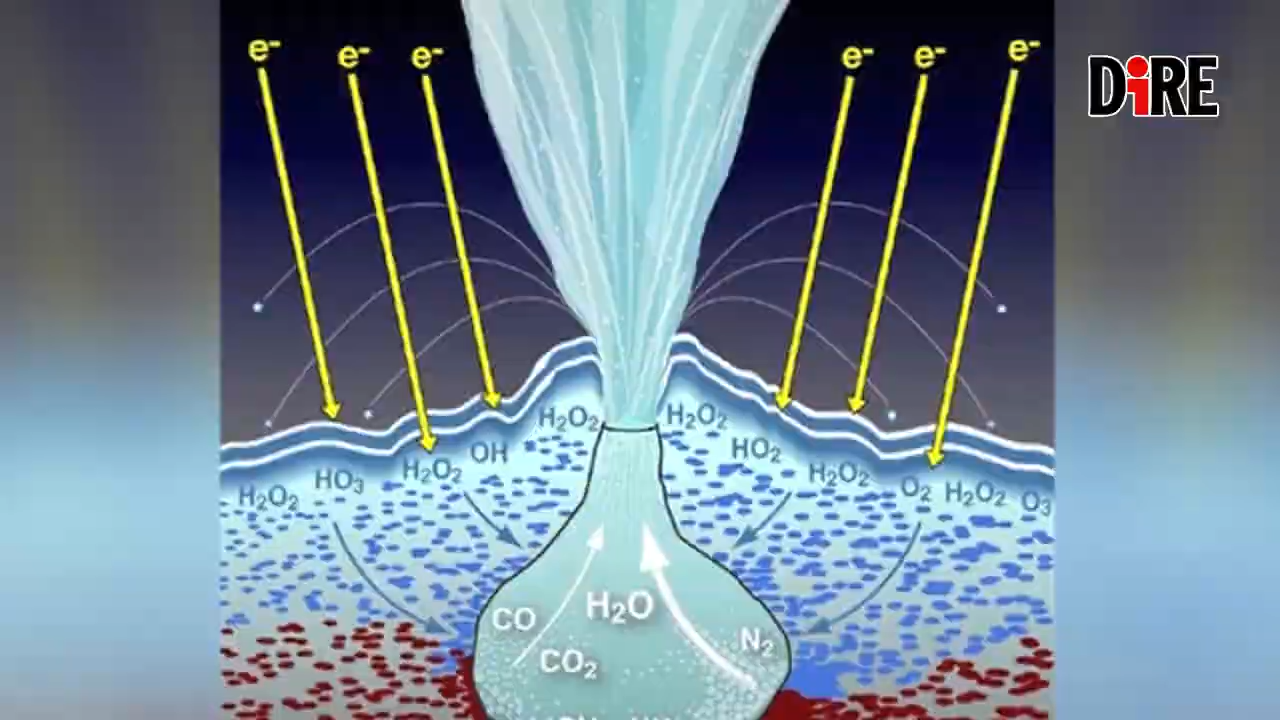 e⁻ e⁻ e⁻ e⁻ e⁻ e⁻
DiRE
H₂O₂ H₂O₂
HO₂
OH
HO₃ H₂O₂ H₂O₂
H₂O₂ O₂ H₂O₂ O₃
CO H₂O
CO₂ N₂